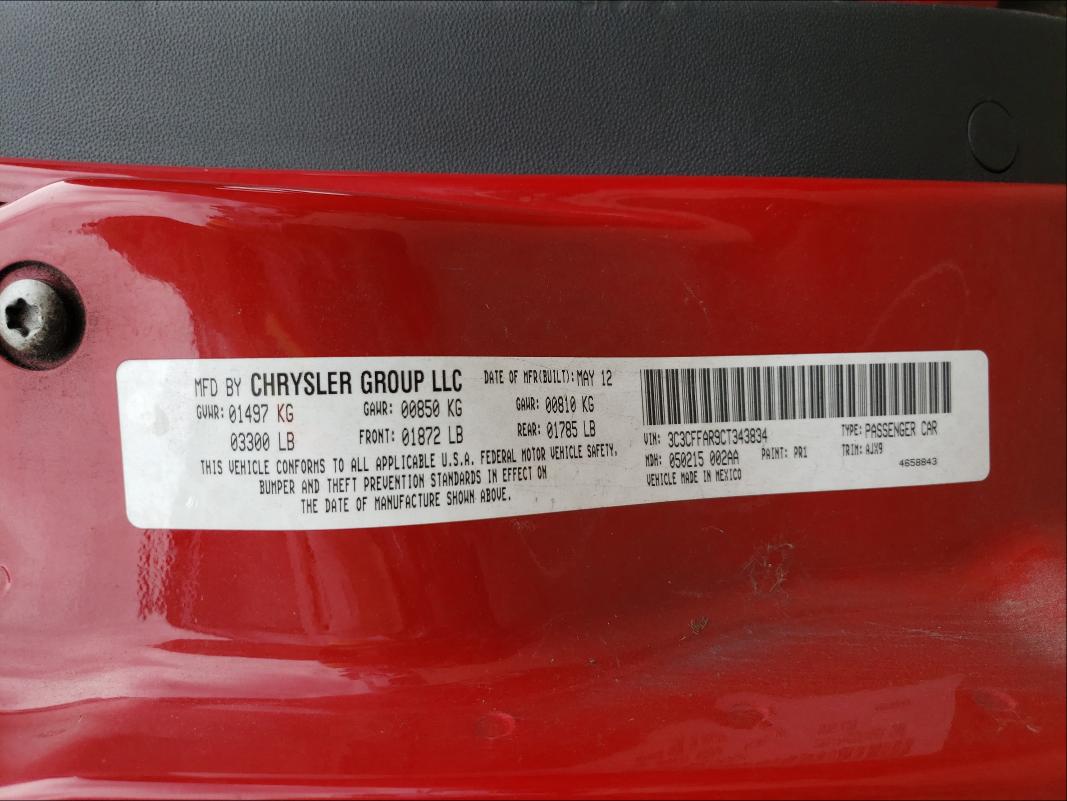 MFD BY CHRYSLER GROUP LLC DATE OF MFR(BUILT): MAY 12
GVWR: 01497 KG GAWR: 00850 KG GAWR: 00810 KG
03300 LB FRONT: 01872 LB REAR: 01785 LB
THIS VEHICLE CONFORMS TO ALL APPLICABLE U.S.A. FEDERAL MOTOR VEHICLE SAFETY,
BUMPER AND THEFT PREVENTION STANDARDS IN EFFECT ON
THE DATE OF MANUFACTURE SHOWN ABOVE.
VIN: 3C3CFFAR9CT343834 TYPE: PASSENGER CAR
MDH: 050215 002AA PAINT: PR1 TRIM: AJX9
VEHICLE MADE IN MEXICO 4658843